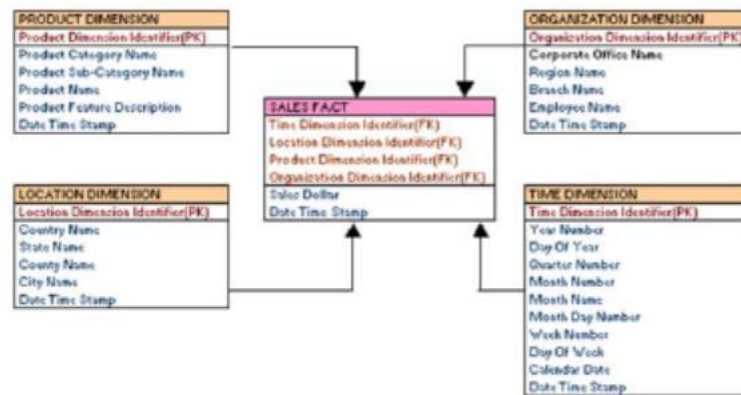 PRODUCT DIMENSION
Product Dimension Identifier(PK)
Product Category Name
Product Sub-Category Name
Product Name
Product Feature Description
Date Time Stamp
ORGANIZATION DIMENSION
Organization Dimension Identifier(PK)
Corporate Office Name
Region Name
Branch Name
Employee Name
Date Time Stamp
SALES FACT
Time Dimension Identifier(FK)
Location Dimension Identifier(FK)
Product Dimension Identifier(FK)
Organization Dimension Identifier(FK)
Sales Dollar
Date Time Stamp
LOCATION DIMENSION
Location Dimension Identifier(PK)
Country Name
State Name
County Name
City Name
Date Time Stamp
TIME DIMENSION
Time Dimension Identifier(PK)
Year Number
Day Of Year
Quarter Number
Month Number
Month Name
Month Day Number
Week Number
Day Of Week
Calendar Date
Date Time Stamp